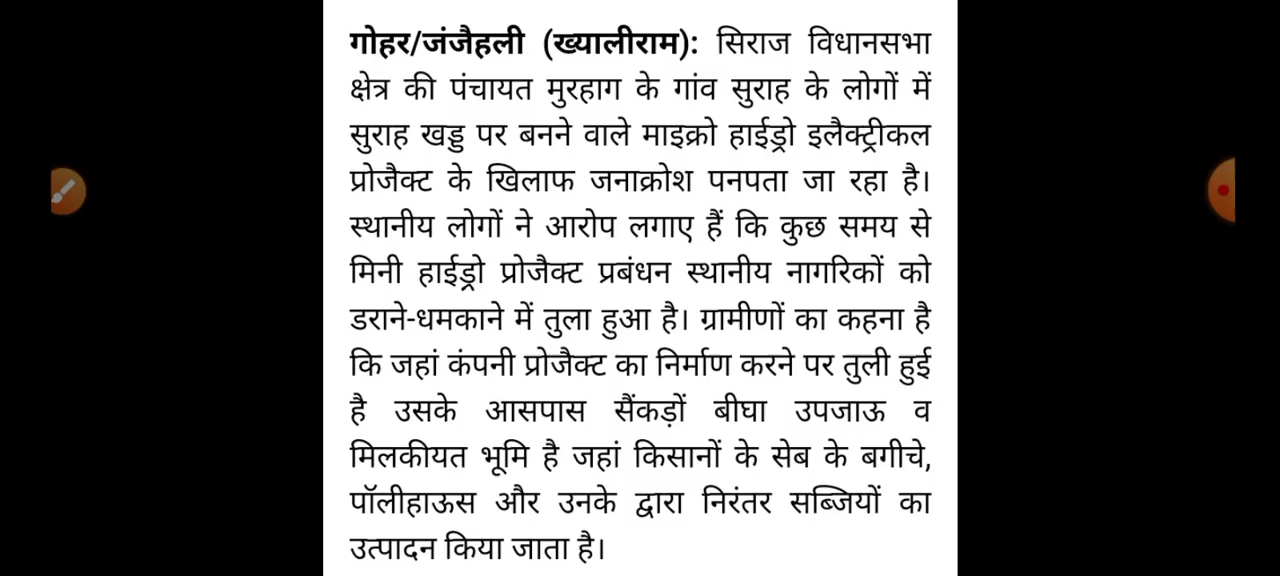 गोहर/जंजैहली (ख्यालीराम): सिराज विधानसभा
क्षेत्र की पंचायत मुरहाग के गांव सुराह के लोगों में
सुराह खड्ड पर बनने वाले माइक्रो हाईड्रो इलैक्ट्रीकल
प्रोजैक्ट के खिलाफ जनाक्रोश पनपता जा रहा है।
स्थानीय लोगों ने आरोप लगाए हैं कि कुछ समय से
मिनी हाईड्रो प्रोजैक्ट प्रबंधन स्थानीय नागरिकों को
डराने-धमकाने में तुला हुआ है। ग्रामीणों का कहना है
कि जहां कंपनी प्रोजैक्ट का निर्माण करने पर तुली हुई
है उसके आसपास सैंकड़ों बीघा उपजाऊ व
मिलकीयत भूमि है जहां किसानों के सेब के बगीचे,
पॉलीहाऊस और उनके द्वारा निरंतर सब्जियों का
उत्पादन किया जाता है।